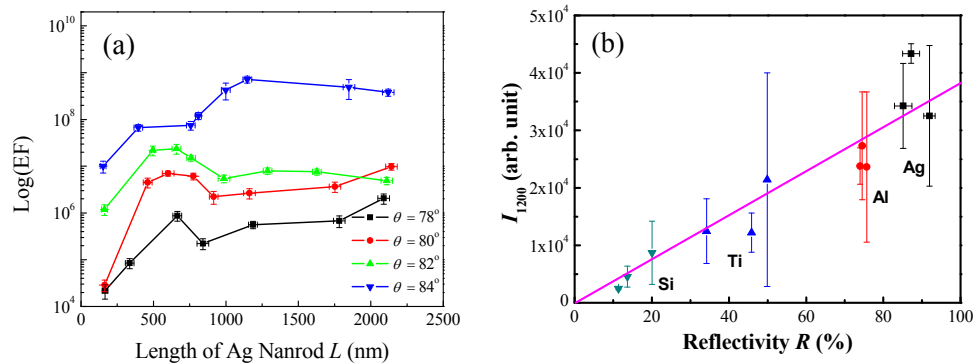 (a)
Log(EF)
10^10
10^8
10^6
10^4
θ = 78°
θ = 80°
θ = 82°
θ = 84°
0 500 1000 1500 2000 2500
Length of Ag Nanrod L (nm)
(b)
I_1200 (arb. unit)
5x10^4
4x10^4
3x10^4
2x10^4
1x10^4
0
Ag
Al
Ti
Si
0 20 40 60 80 100
Reflectivity R (%)